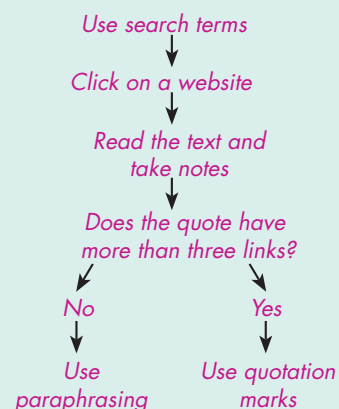 Use search terms
Click on a website
Read the text and
take notes
Does the quote have
more than three links?
No
Yes
Use
paraphrasing
Use quotation
marks